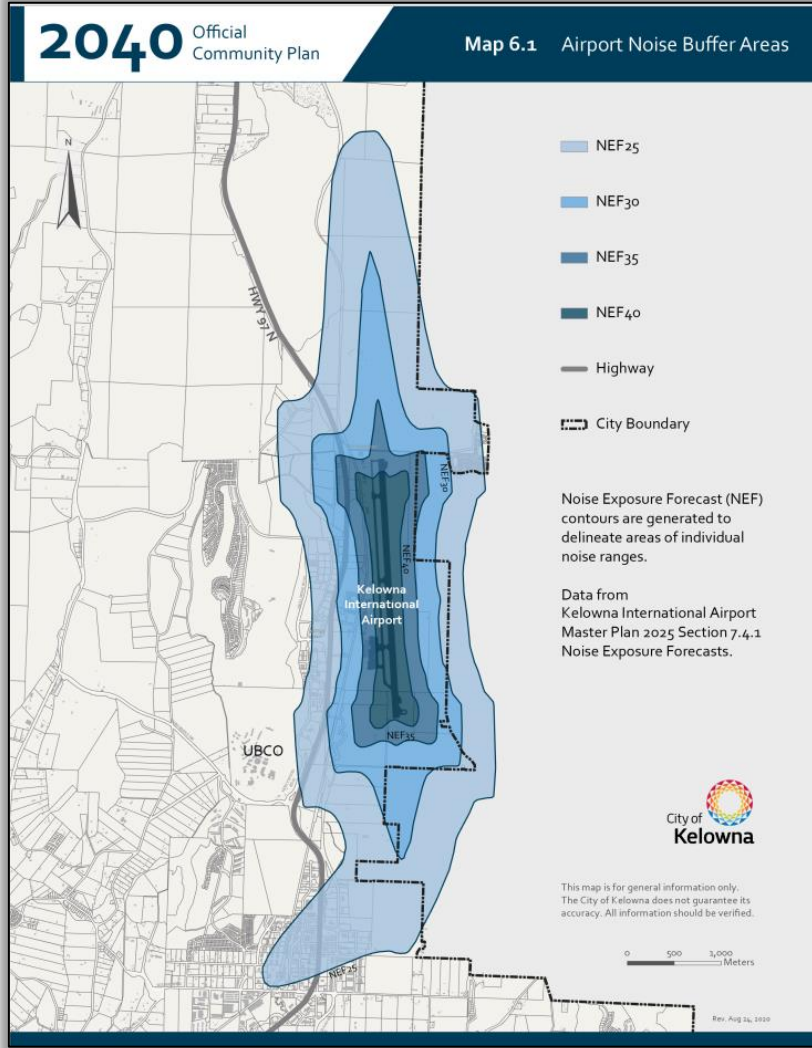 2040 Official
Community Plan
Map 6.1 Airport Noise Buffer Areas
N
HWY 97 N
NEF30
NEF40
Kelowna
International
Airport
NEF35
UBCO
NEF25
NEF25
NEF30
NEF35
NEF40
Highway
City Boundary
Noise Exposure Forecast (NEF)
contours are generated to
delineate areas of individual
noise ranges.
Data from
Kelowna International Airport
Master Plan 2025 Section 7.4.1
Noise Exposure Forecasts.
City of
Kelowna
This map is for general information only.
The City of Kelowna does not guarantee its
accuracy. All information should be verified.
0 500 1,000
Meters
Rev. Aug 24, 2020